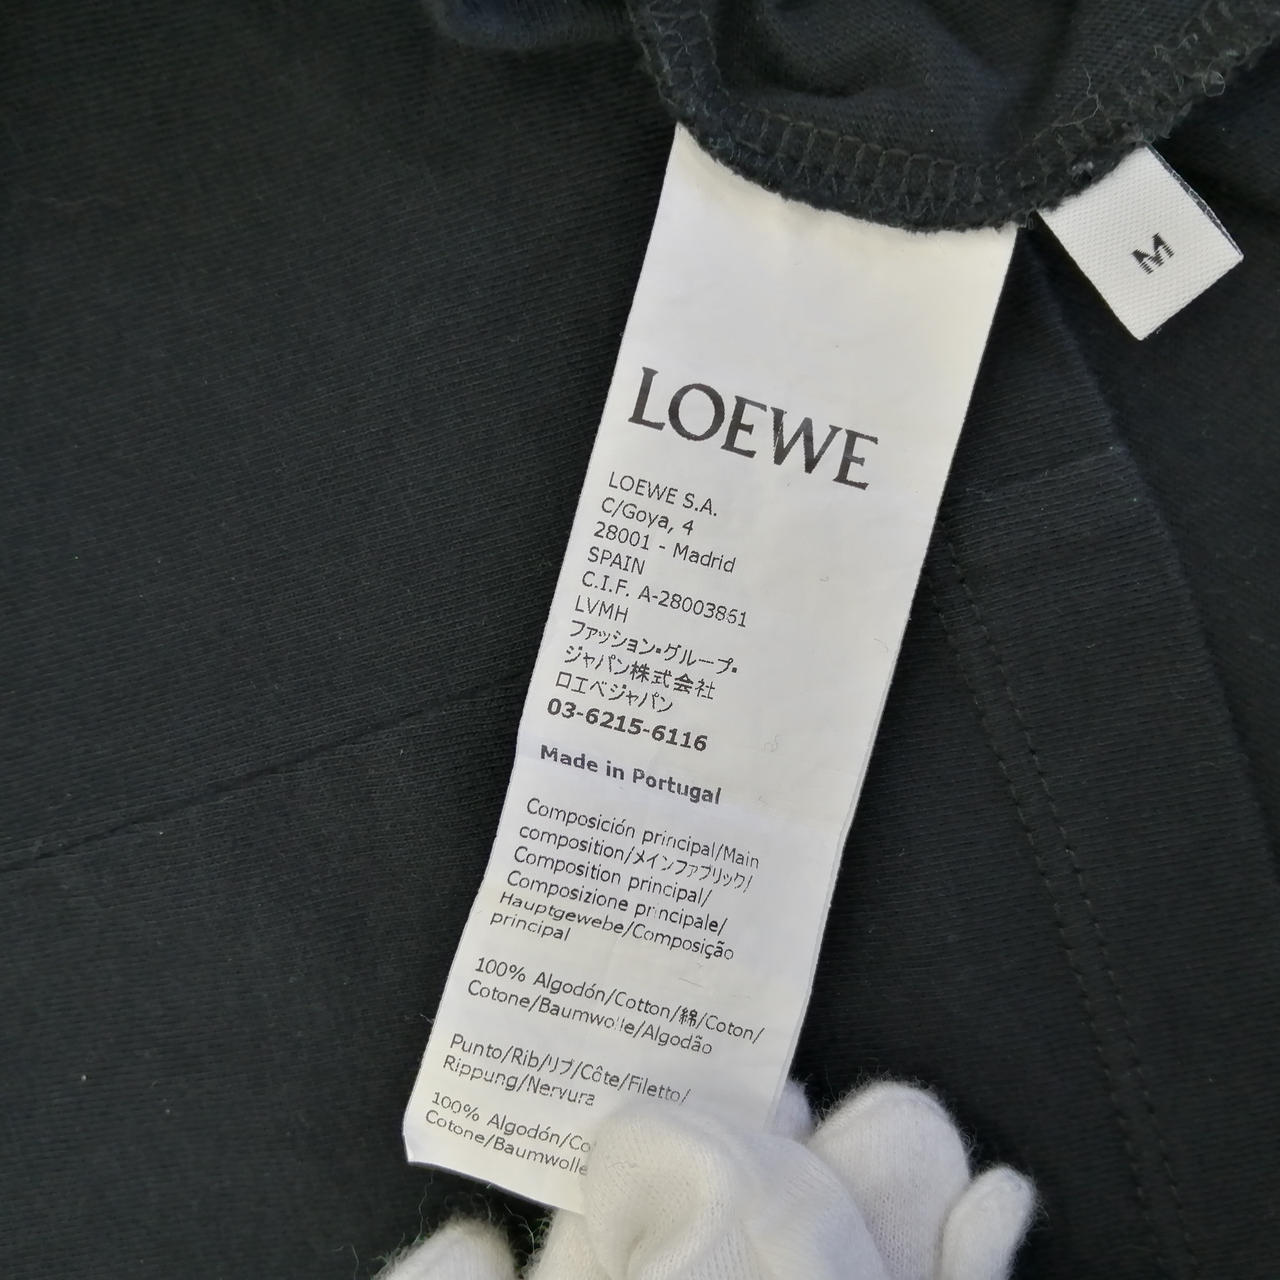 M
LOEWE
LOEWE S.A.
C/Goya, 4
28001 - Madrid
SPAIN
C.I.F. A-28003861
LVMH
ファッション・グループ・
ジャパン株式会社
ロエベジャパン
03-6215-6116
Made in Portugal
Composición principal/Main
composition/メインファブリック/
Composition principal/
Composizione principale/
Hauptgewebe/Composição
principal
100% Algodón/Cotton/綿/Coton/
Cotone/Baumwolle/Algodão
Punto/Rib/リブ/Côte/Filetto/
Rippung/Nervura
100% Algodón/Co
Cotone/Baumwolle